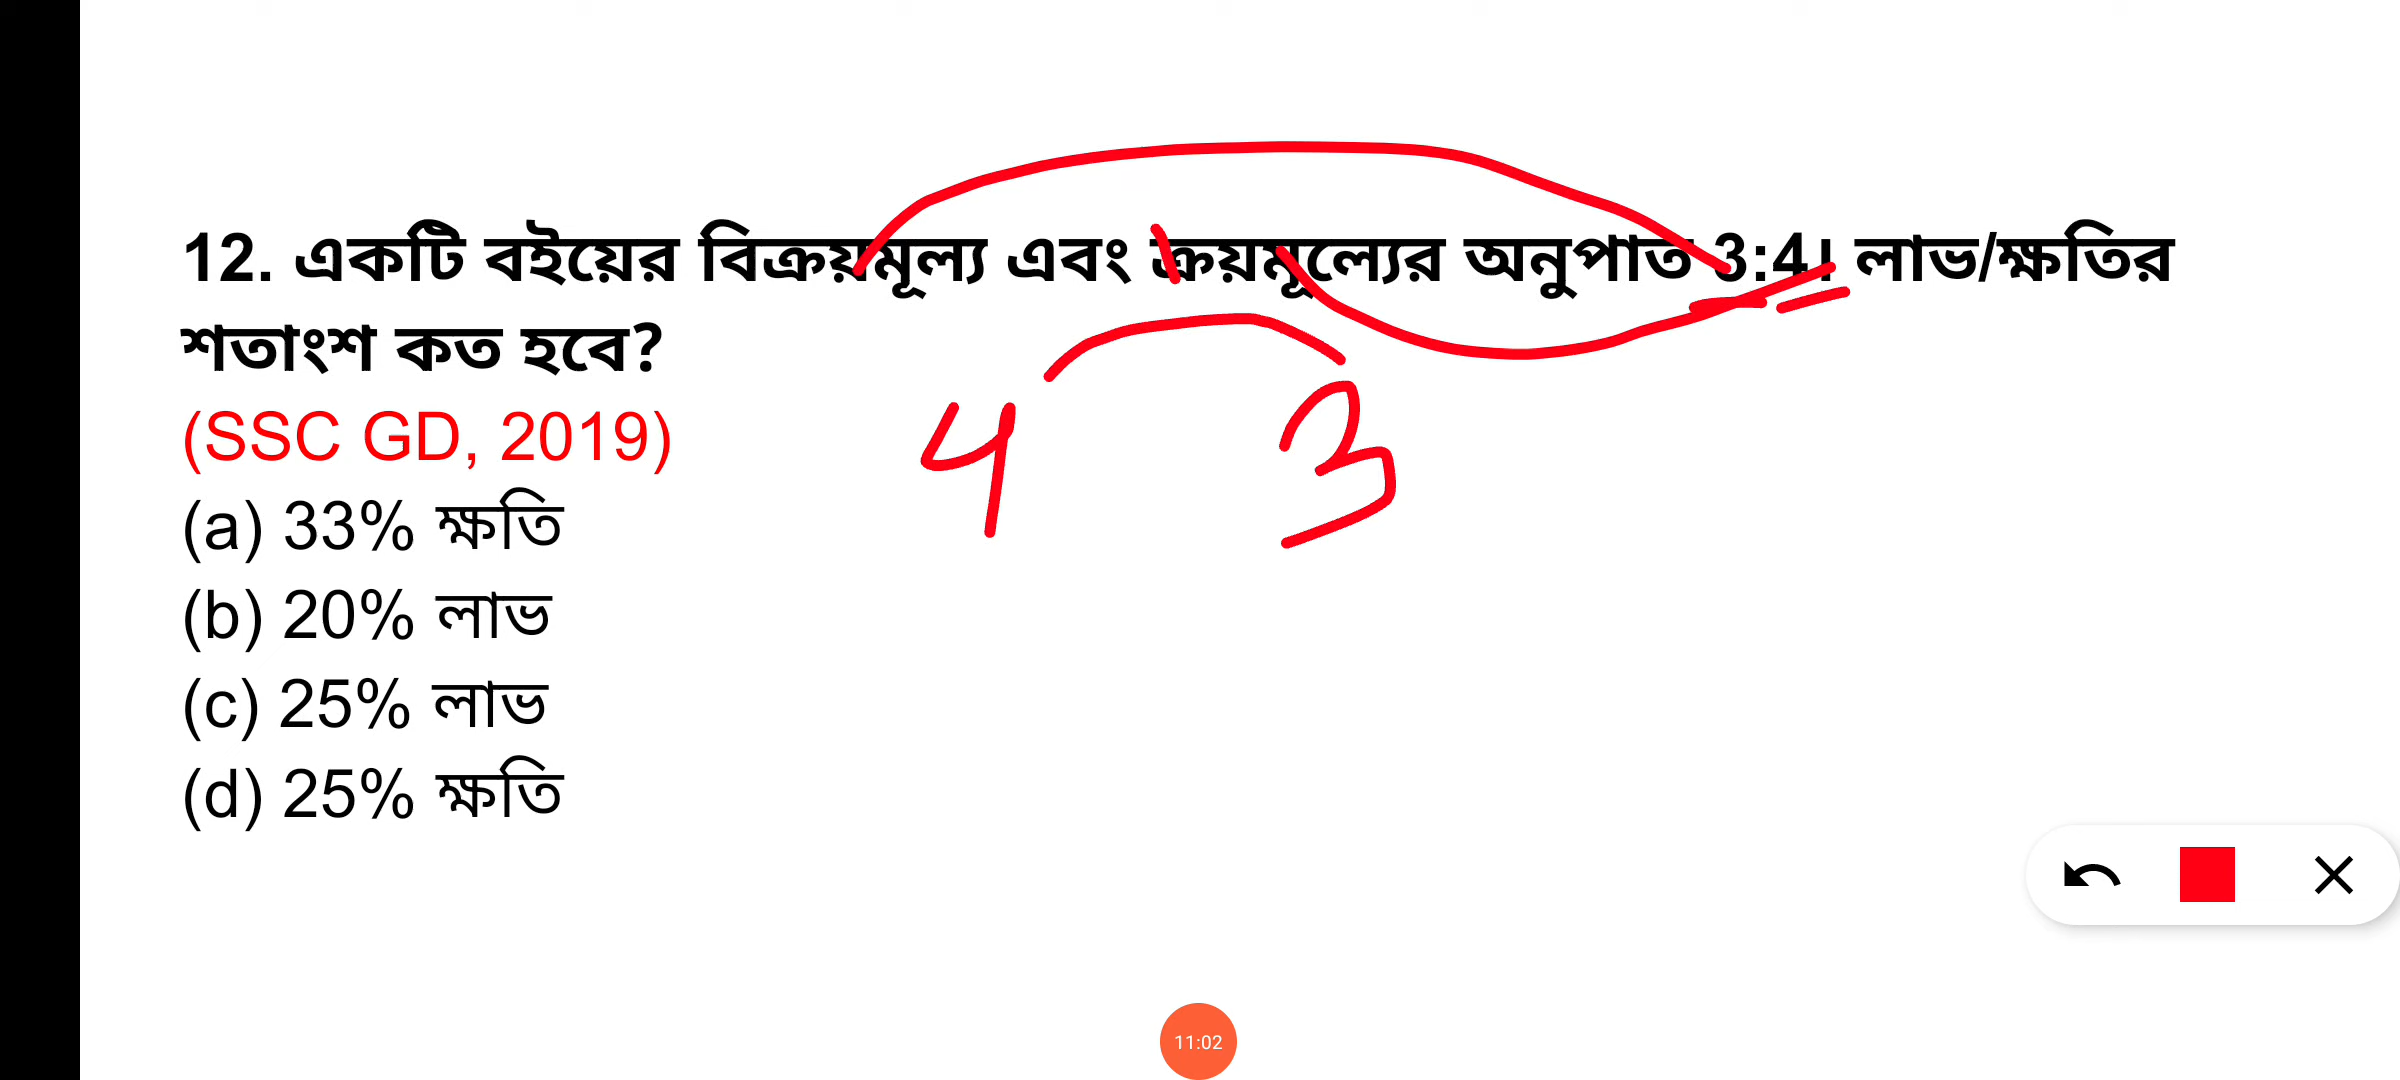 12. একটি বইয়ের বিক্রয়মূল্য এবং ক্রয়মূল্যের অনুপাত 3:4। লাভ/ক্ষতির
শতাংশ কত হবে?
(SSC GD, 2019)
4 3
(a) 33% ক্ষতি
(b) 20% লাভ
(c) 25% লাভ
(d) 25% ক্ষতি
11:02